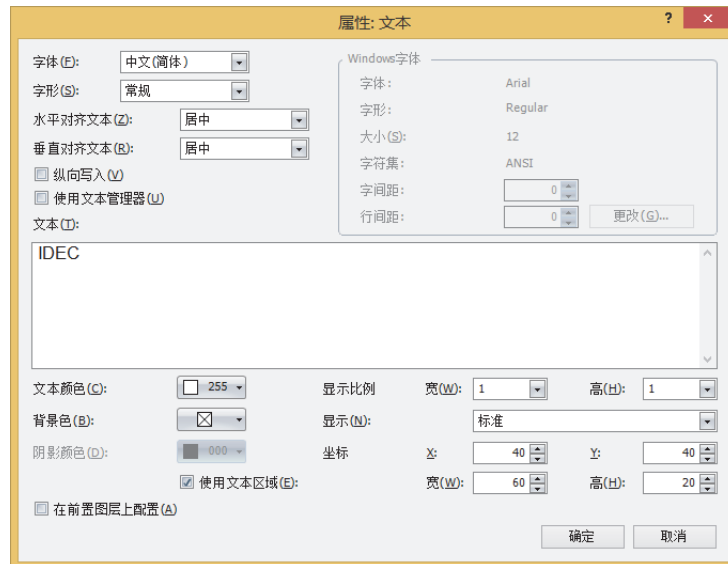 属性: 文本
? ×
字体(F): 中文(简体)
字形(S): 常规
水平对齐文本(Z): 居中
垂直对齐文本(R): 居中
纵向写入(V)
使用文本管理器(U)
Windows字体
字体: Arial
字形: Regular
大小(S): 12
字符集: ANSI
字间距: 0
行间距: 0 更改(G)...
文本(T):
IDEC
文本颜色(C): 255 显示比例 宽(W): 1 高(H): 1
背景色(B): 显示(N): 标准
阴影颜色(D): 000 坐标 X: 40 Y: 40
使用文本区域(E): 宽(W): 60 高(H): 20
在前置图层上配置(A)
确定 取消